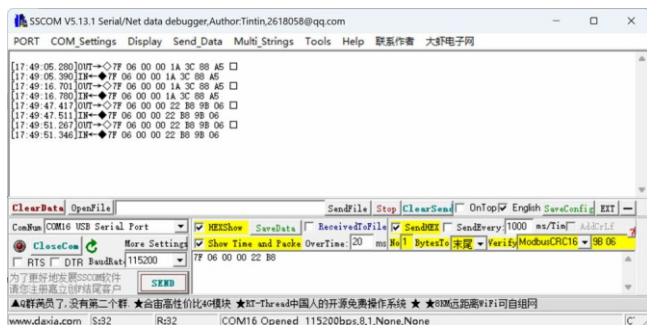 SSCOM V5.13.1 Serial/Net data debugger,Author:Tintin,2618058@qq.com
PORT COM_Settings Display Send_Data Multi_Strings Tools Help 联系作者 大虾电子网
[17:49:05.280]OUT→◇7F 06 00 00 1A 3C 88 A5 □
[17:49:05.390]IN←◆7F 06 00 00 1A 3C 88 A5
[17:49:16.701]OUT→◇7F 06 00 00 1A 3C 88 A5 □
[17:49:16.780]IN←◆7F 06 00 00 1A 3C 88 A5
[17:49:47.417]OUT→◇7F 06 00 00 22 B8 9B 06 □
[17:49:47.511]IN←◆7F 06 00 00 22 B8 9B 06
[17:49:51.267]OUT→◇7F 06 00 00 22 B8 9B 06 □
[17:49:51.346]IN←◆7F 06 00 00 22 B8 9B 06
ClearData OpenFile SendFile Stop ClearSend OnTop English SaveConfig EXT —
ComNum COM16 USB Serial Port HEXShow SaveData ReceivedToFile SendHEX SendEvery: 1000 ms/Tim AddCrLf
CloseCom More Settings Show Time and Packe OverTime: 20 ms No 1 BytesTo 末尾 Verify ModbusCRC16 9B 06
RTS DTR BaudRat: 115200 7F 06 00 00 22 B8
为了更好地发展SSCOM软件
请您注册嘉立创F结尾客户
SEND
▲Q群满员了,没有第二个群. ★合宙高性价比4G模块 ★RT-Thread中国人的开源免费操作系统 ★ ★8KM远距离WiFi可自组网
www.daxia.com S:32 R:32 COM16 Opened 115200bps,8,1,None,None